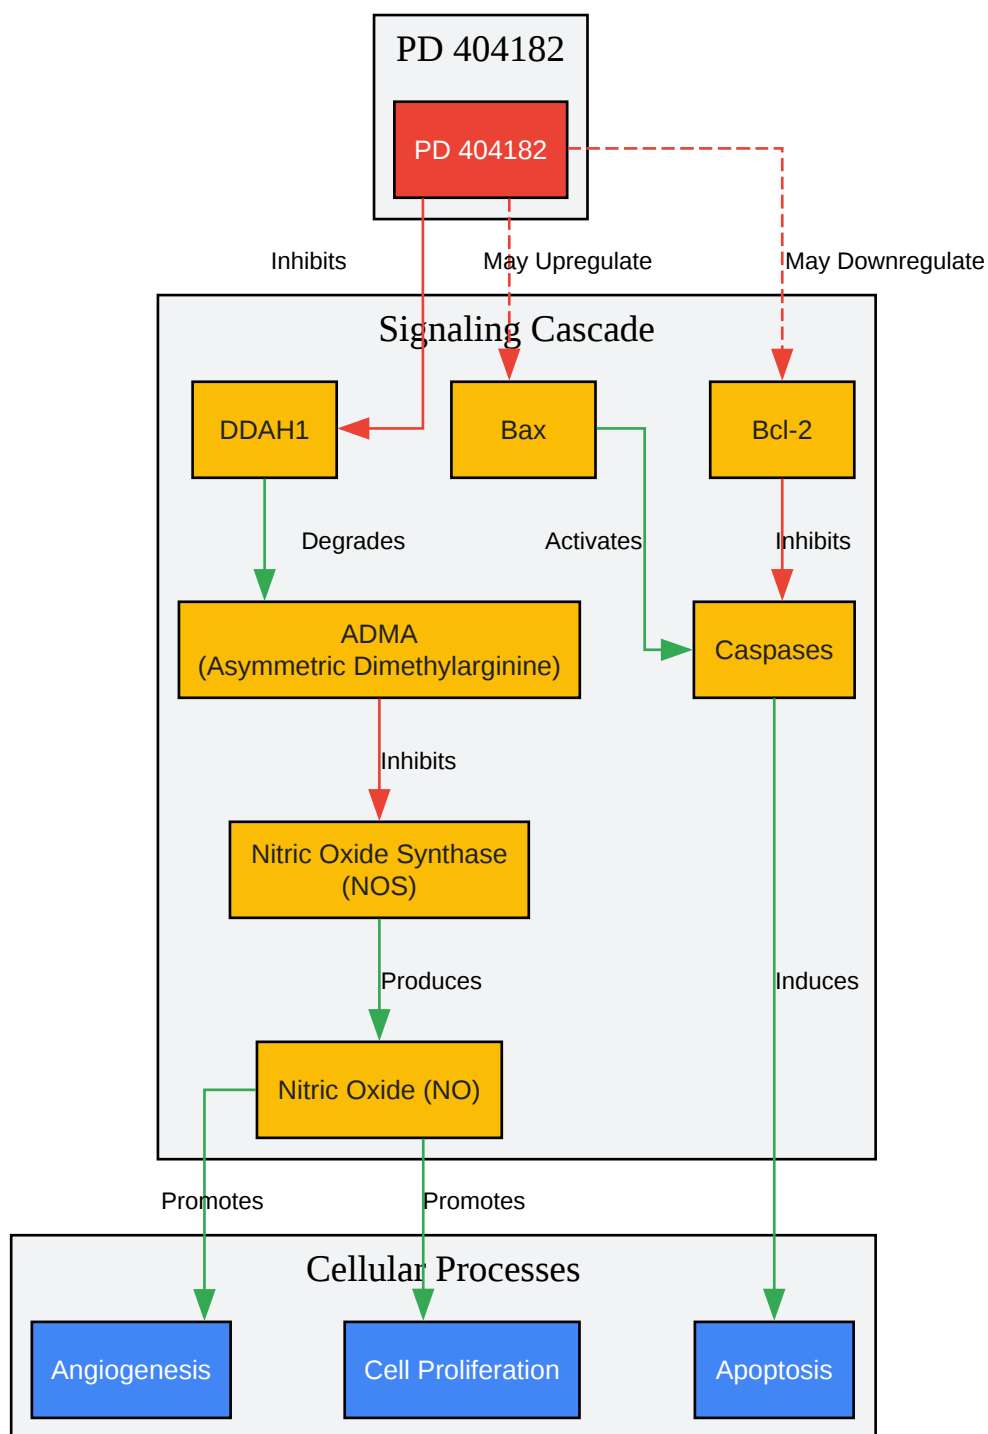 PD 404182
PD 404182
Inhibits
May Upregulate
May Downregulate
Signaling Cascade
DDAH1
Bax
Bcl-2
Degrades
Activates
Inhibits
ADMA
(Asymmetric Dimethylarginine)
Caspases
Inhibits
Nitric Oxide Synthase
(NOS)
Produces
Induces
Nitric Oxide (NO)
Promotes
Promotes
Cellular Processes
Angiogenesis
Cell Proliferation
Apoptosis